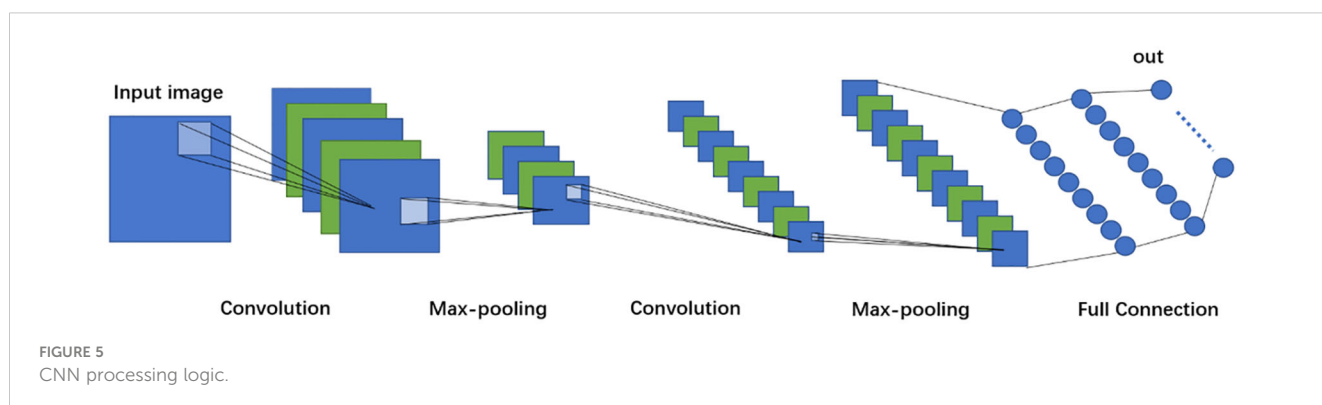 out
Input image
Convolution
Max-pooling
Convolution
Max-pooling
Full Connection
FIGURE 5
CNN processing logic.